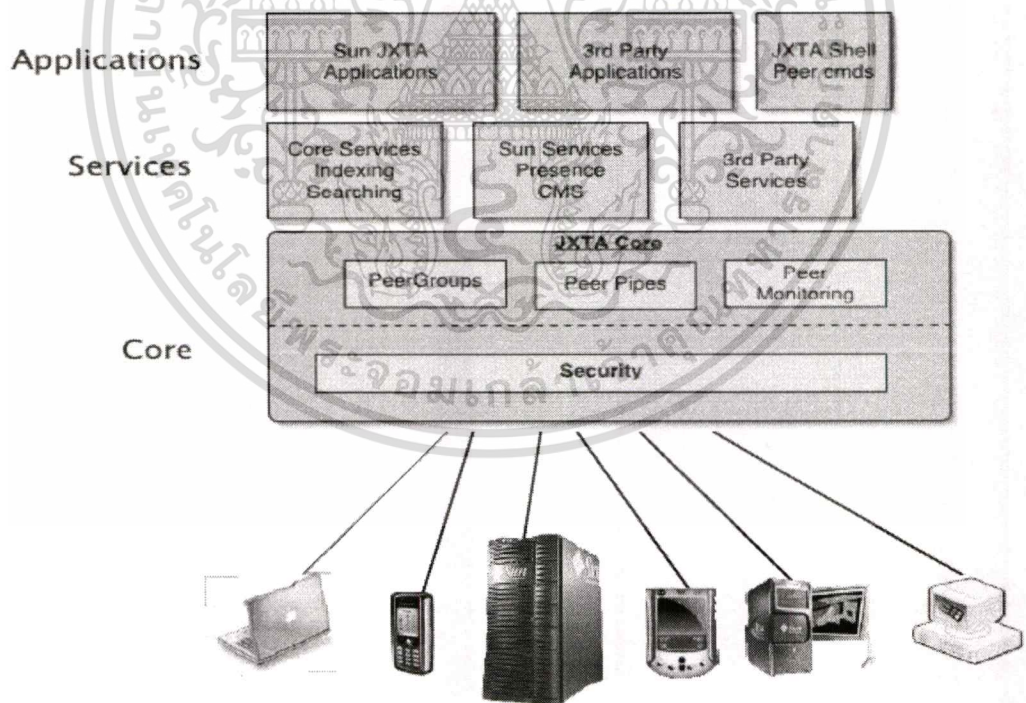 Applications
Sun JXTA
Applications
3rd Party
Applications
JXTA Shell
Peer cmds
Services
Core Services
Indexing
Searching
Sun Services
Presence
CMS
3rd Party
Services
JXTA Core
PeerGroups
Peer Pipes
Peer
Monitoring
Core
Security